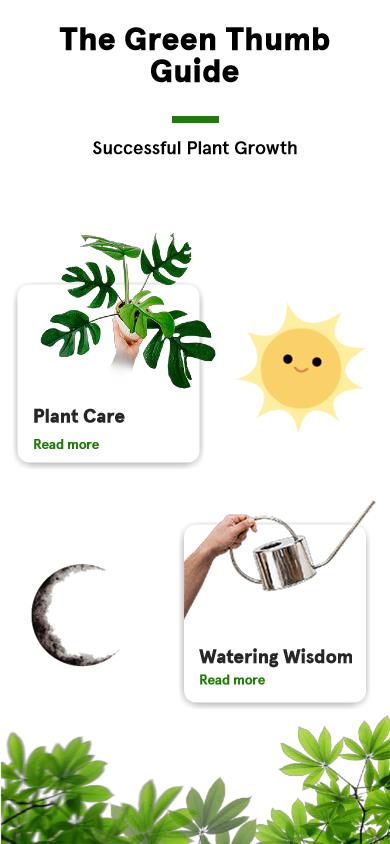 The Green Thumb
Guide
Successful Plant Growth
Plant Care
Read more
Watering Wisdom
Read more